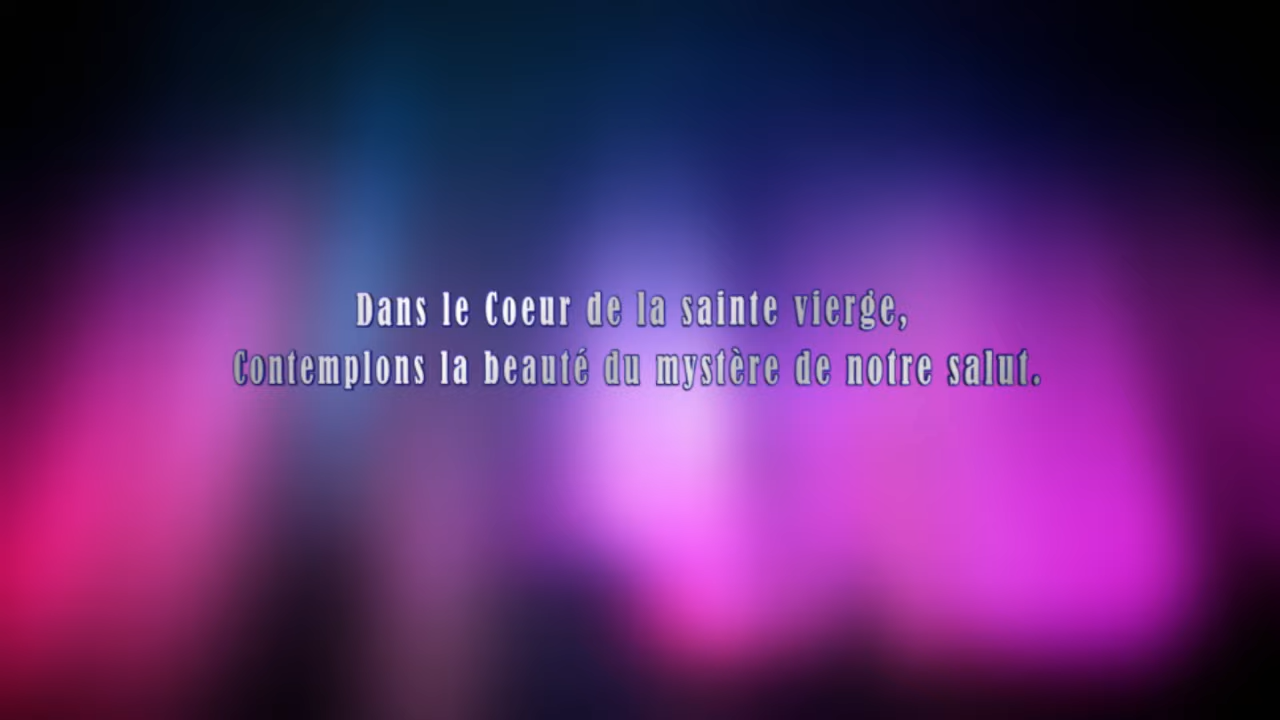 Dans le Coeur de la sainte vierge,
Contemplons la beauté du mystère de notre salut.